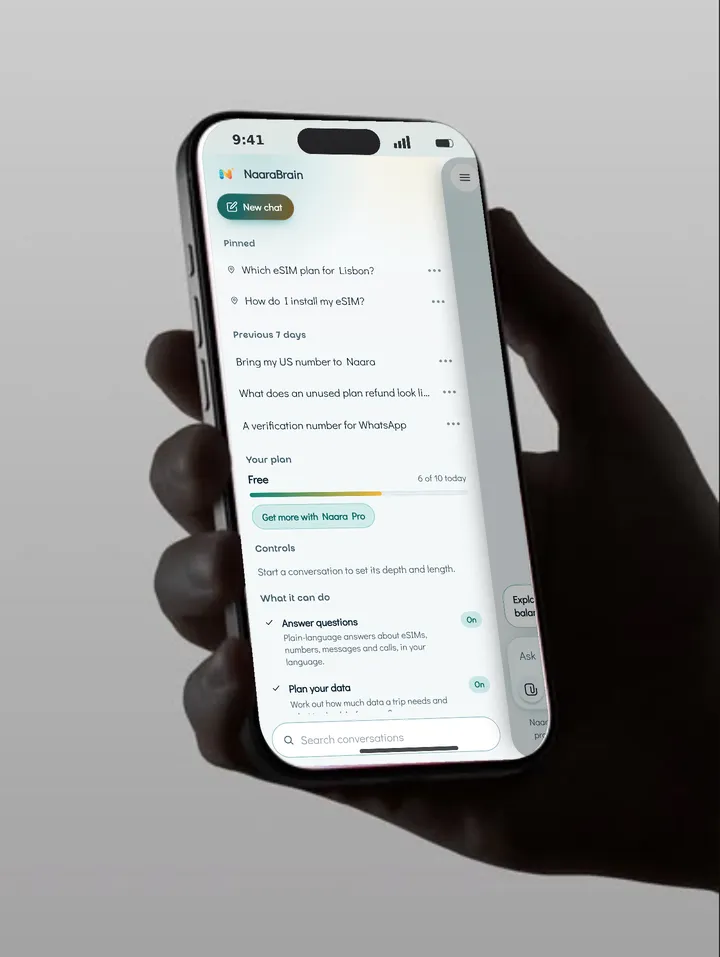 9:41
NaaraBrain
New chat
Pinned
Which eSIM plan for Lisbon?
How do I install my eSIM?
Previous 7 days
Bring my US number to Naara
What does an unused plan refund look li...
A verification number for WhatsApp
Your plan
Free
6 of 10 today
Get more with Naara Pro
Controls
Start a conversation to set its depth and length.
What it can do
Answer questions
On
Plain-language answers about eSIMs,
numbers, messages and calls, in your
language.
Plan your data
On
Work out how much data a trip needs and
Search conversations
Ask